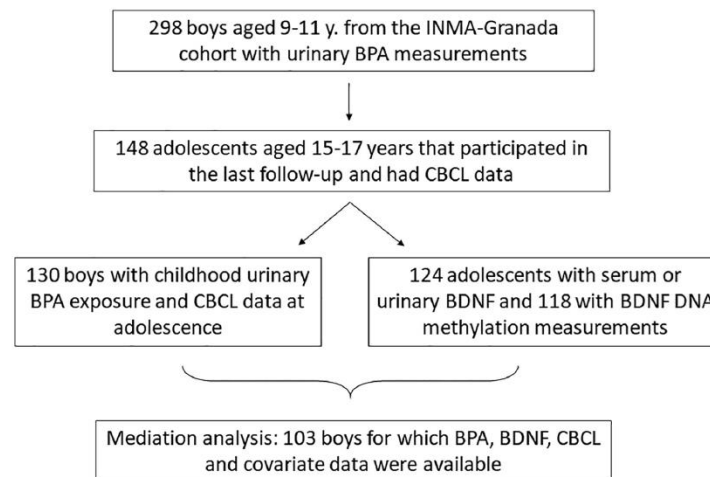 298 boys aged 9-11 y. from the INMA-Granada
cohort with urinary BPA measurements
148 adolescents aged 15-17 years that participated in
the last follow-up and had CBCL data
130 boys with childhood urinary
BPA exposure and CBCL data at
adolescence
124 adolescents with serum or
urinary BDNF and 118 with BDNF DNA
methylation measurements
Mediation analysis: 103 boys for which BPA, BDNF, CBCL
and covariate data were available